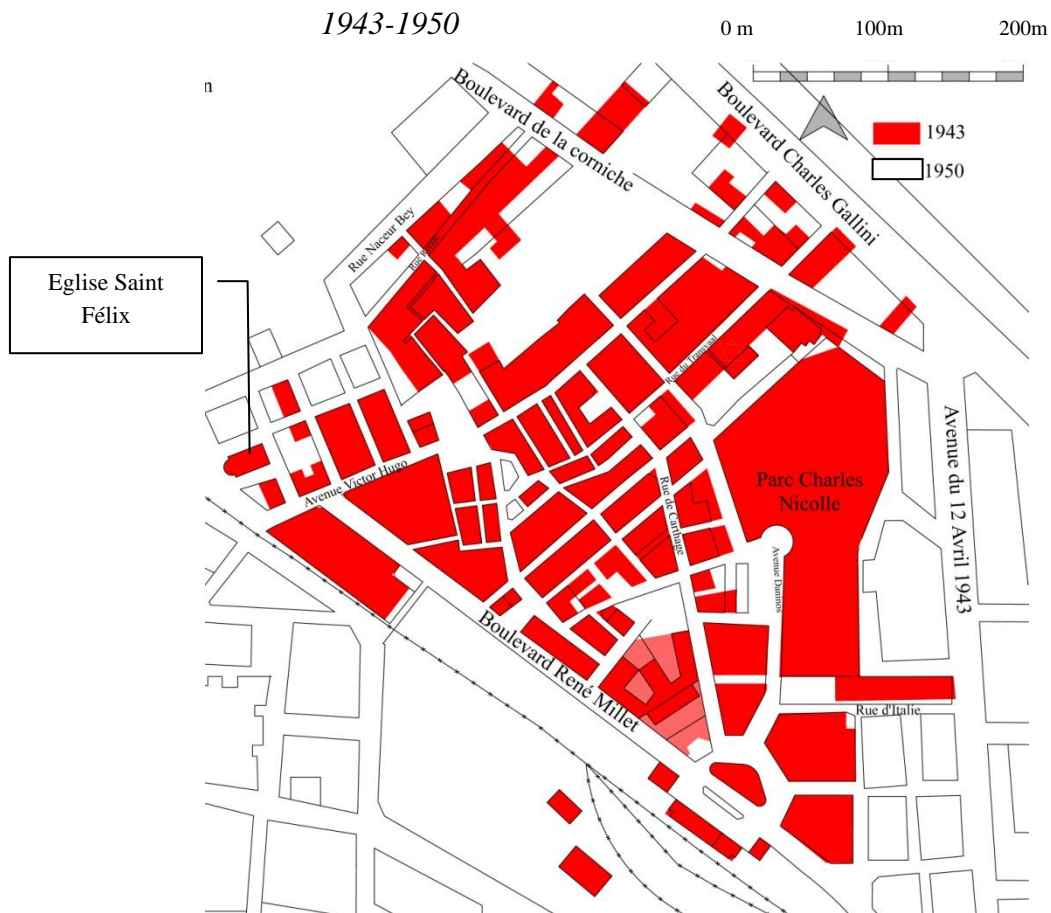 1943-1950
0 m 100m 200m
n
Boulevard de la corniche
Boulevard Charles Gallini
1943
1950
Rue Naceur Bey
Eglise Saint
Félix
Rue du Transvaal
Avenue Victor Hugo
Parc Charles
Nicolle
Avenue du 12 Avril 1943
Rue de Carthage
Avenue Daninos
Boulevard René Millet
Rue d'Italie